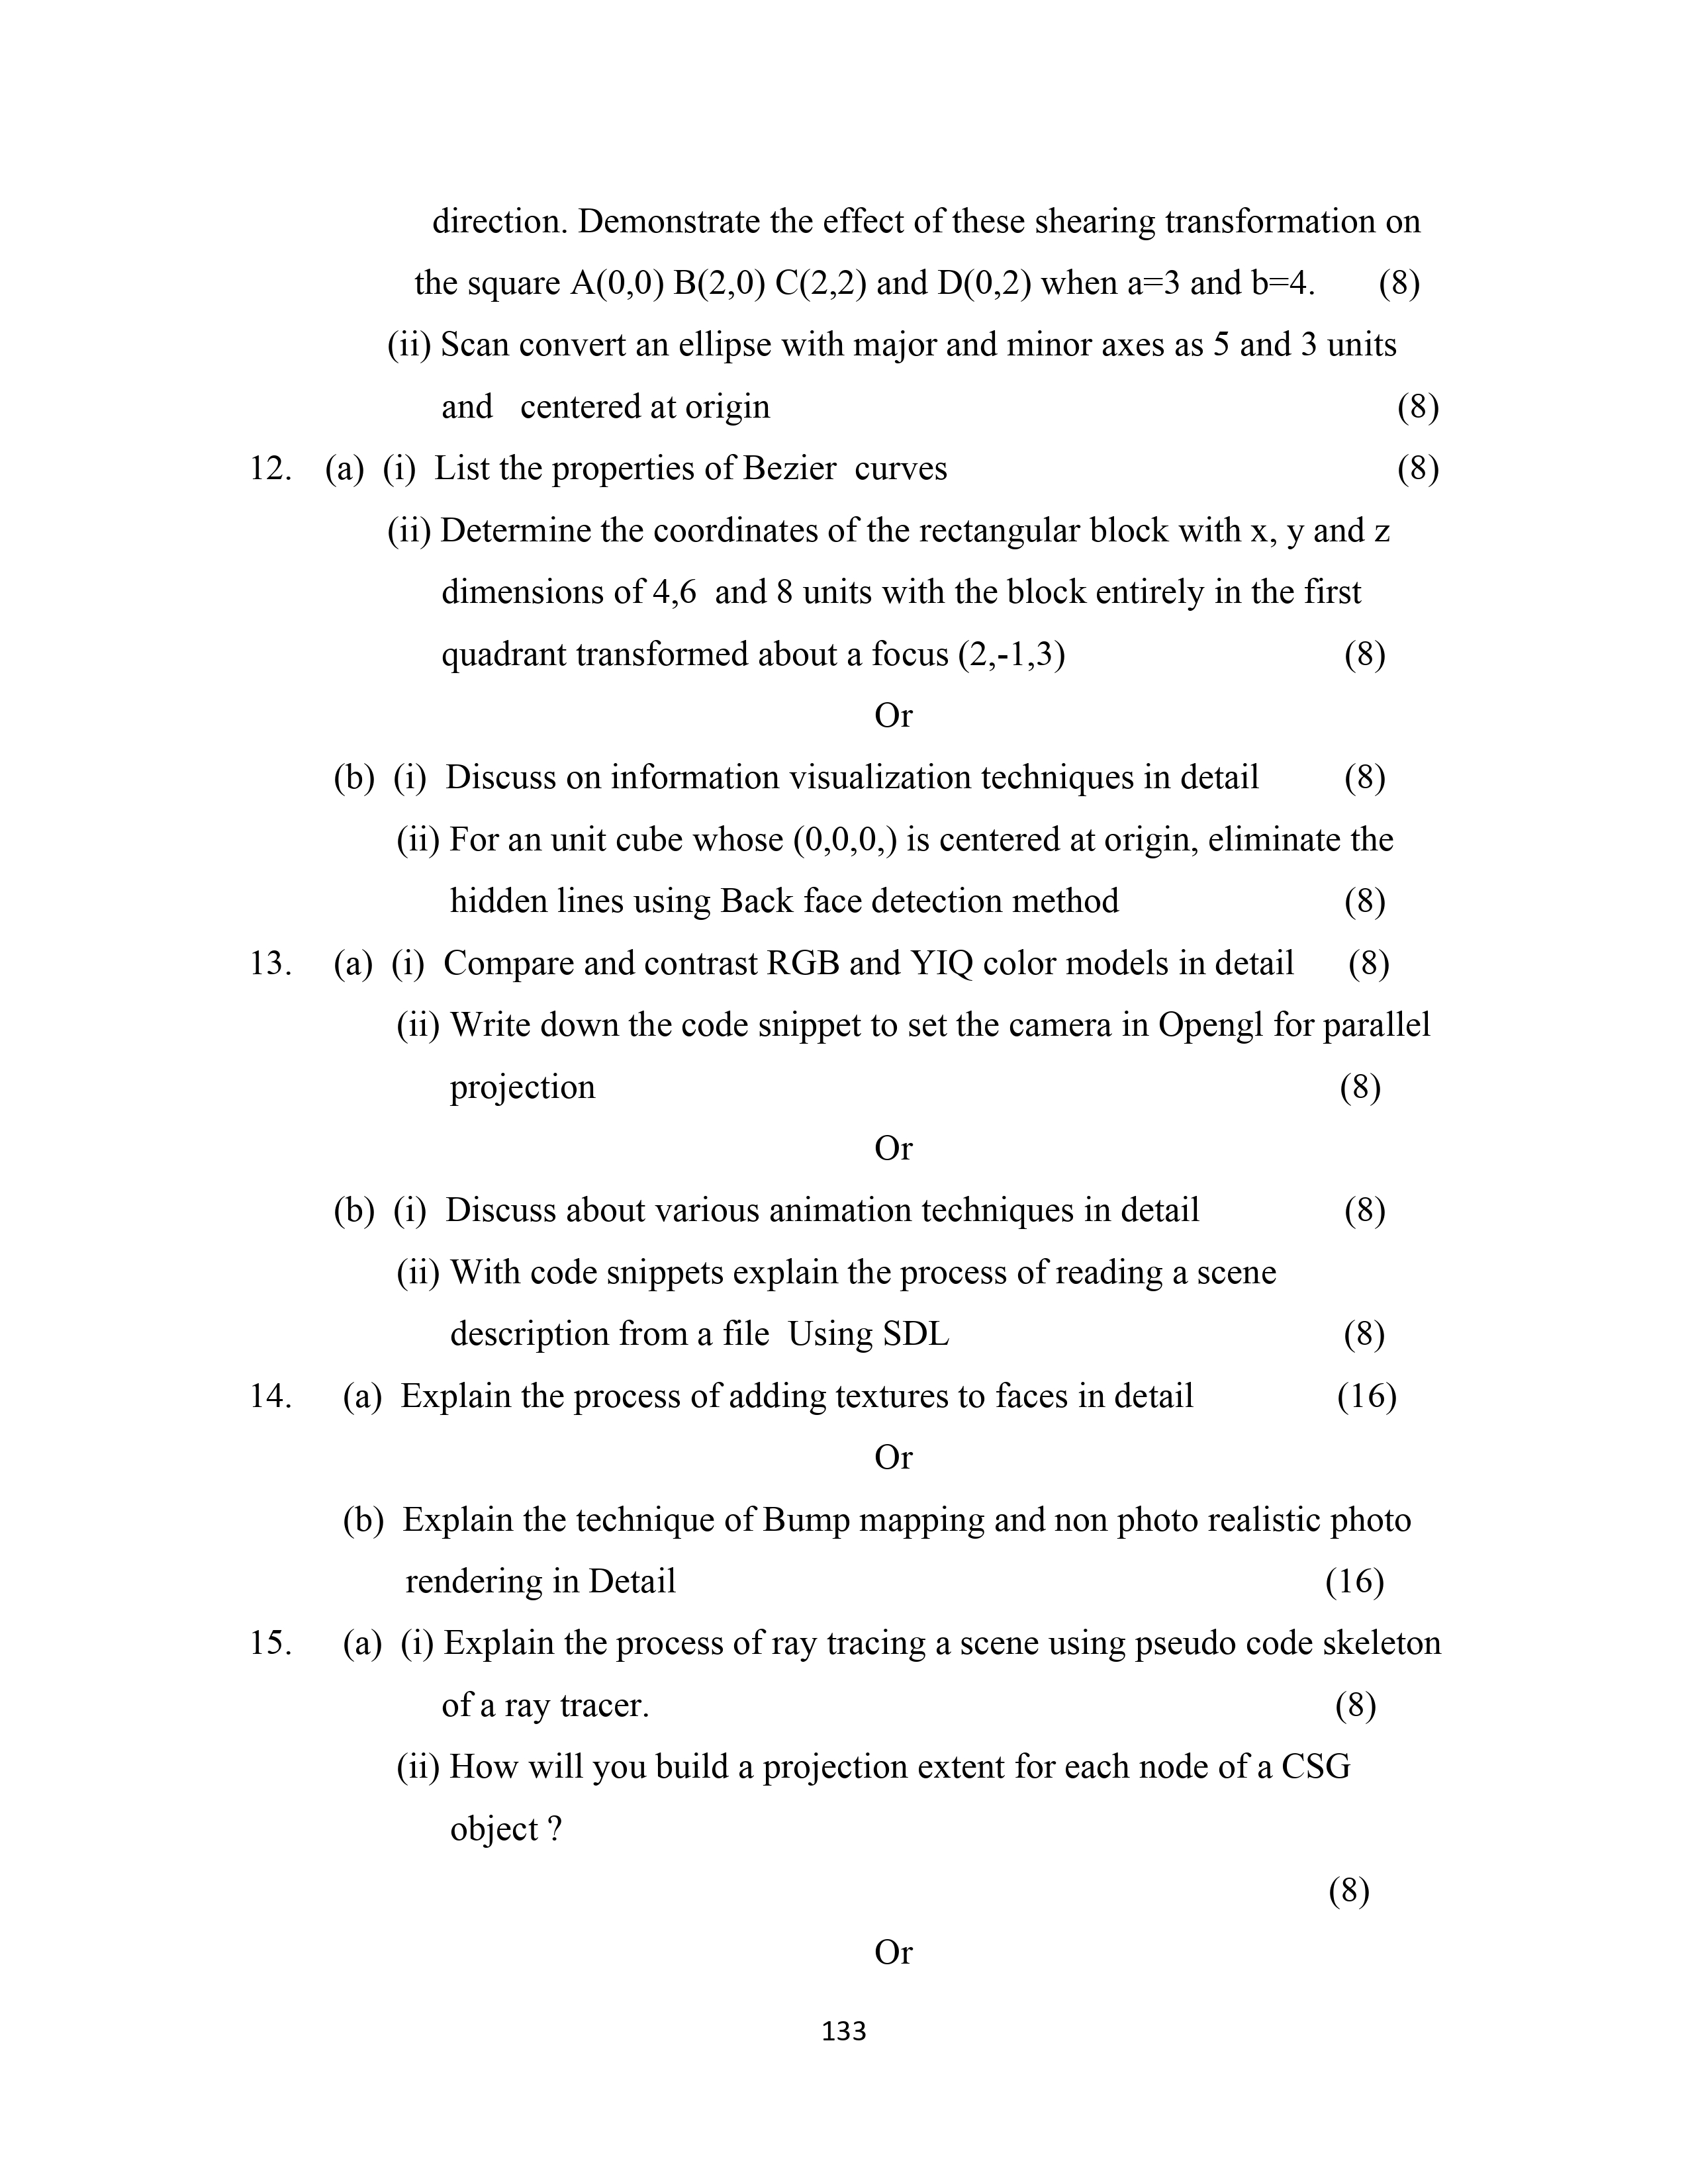 direction. Demonstrate the effect of these shearing transformation on
the square A(0,0) B(2,0) C(2,2) and D(0,2) when a=3 and b=4. (8)
(ii) Scan convert an ellipse with major and minor axes as 5 and 3 units
and centered at origin (8)
12. (a) (i) List the properties of Bezier curves (8)
(ii) Determine the coordinates of the rectangular block with x, y and z
dimensions of 4,6 and 8 units with the block entirely in the first
quadrant transformed about a focus (2,-1,3) (8)
Or
(b) (i) Discuss on information visualization techniques in detail (8)
(ii) For an unit cube whose (0,0,0,) is centered at origin, eliminate the
hidden lines using Back face detection method (8)
13. (a) (i) Compare and contrast RGB and YIQ color models in detail (8)
(ii) Write down the code snippet to set the camera in Opengl for parallel
projection (8)
Or
(b) (i) Discuss about various animation techniques in detail (8)
(ii) With code snippets explain the process of reading a scene
description from a file Using SDL (8)
14. (a) Explain the process of adding textures to faces in detail (16)
Or
(b) Explain the technique of Bump mapping and non photo realistic photo
rendering in Detail (16)
15. (a) (i) Explain the process of ray tracing a scene using pseudo code skeleton
of a ray tracer. (8)
(ii) How will you build a projection extent for each node of a CSG
object ?
(8)
Or
133